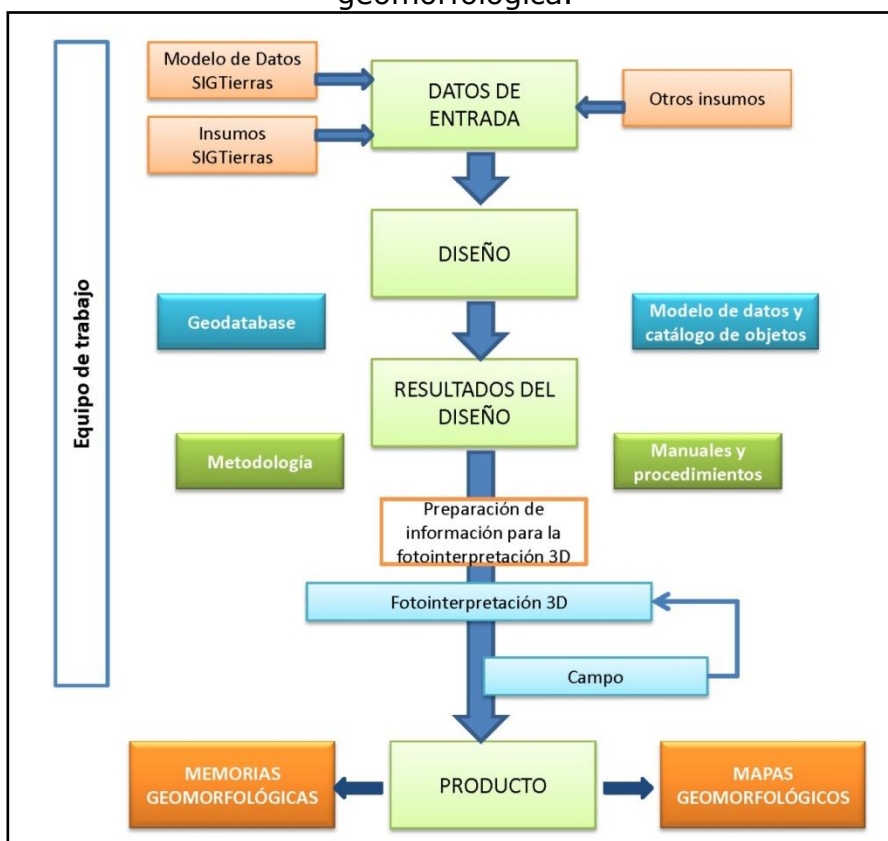 geomorfológica.
Modelo de Datos
SIGTierras
DATOS DE
ENTRADA
Otros insumos
Insumos
SIGTierras
DISEÑO
Equipo de trabajo
Geodatabase
Modelo de datos y
catálogo de objetos
RESULTADOS DEL
DISEÑO
Metodología
Manuales y
procedimientos
Preparación de
información para la
fotointerpretación 3D
Fotointerpretación 3D
Campo
MEMORIAS
GEOMORFOLÓGICAS
PRODUCTO
MAPAS
GEOMORFOLÓGICOS